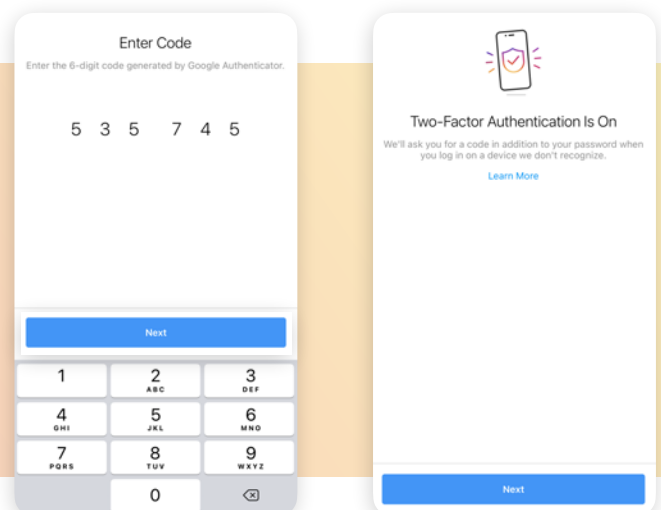 Enter Code
Enter the 6-digit code generated by Google Authenticator.
5 3 5 7 4 5
Next
1
2
ABC
3
DEF
4
GHI
5
JKL
6
MNO
7
PQRS
8
TUV
9
WXYZ
0
Two-Factor Authentication Is On
We'll ask you for a code in addition to your password when
you log in on a device we don't recognize.
Learn More
Next